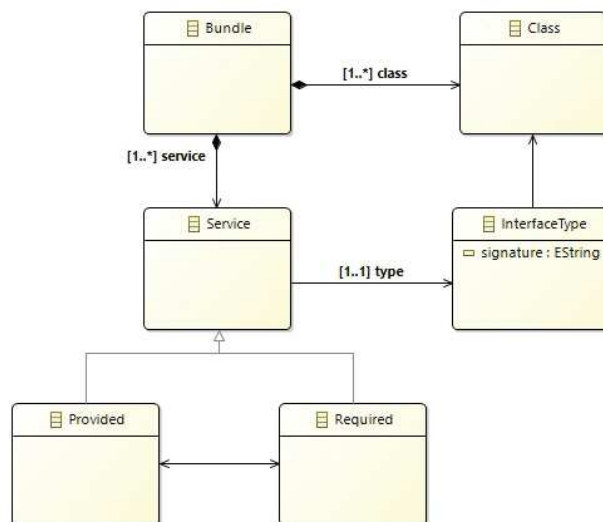 Bundle
Class
[1..*] class
[1..*] service
Service
InterfaceType
signature : EString
[1..1] type
Provided
Required